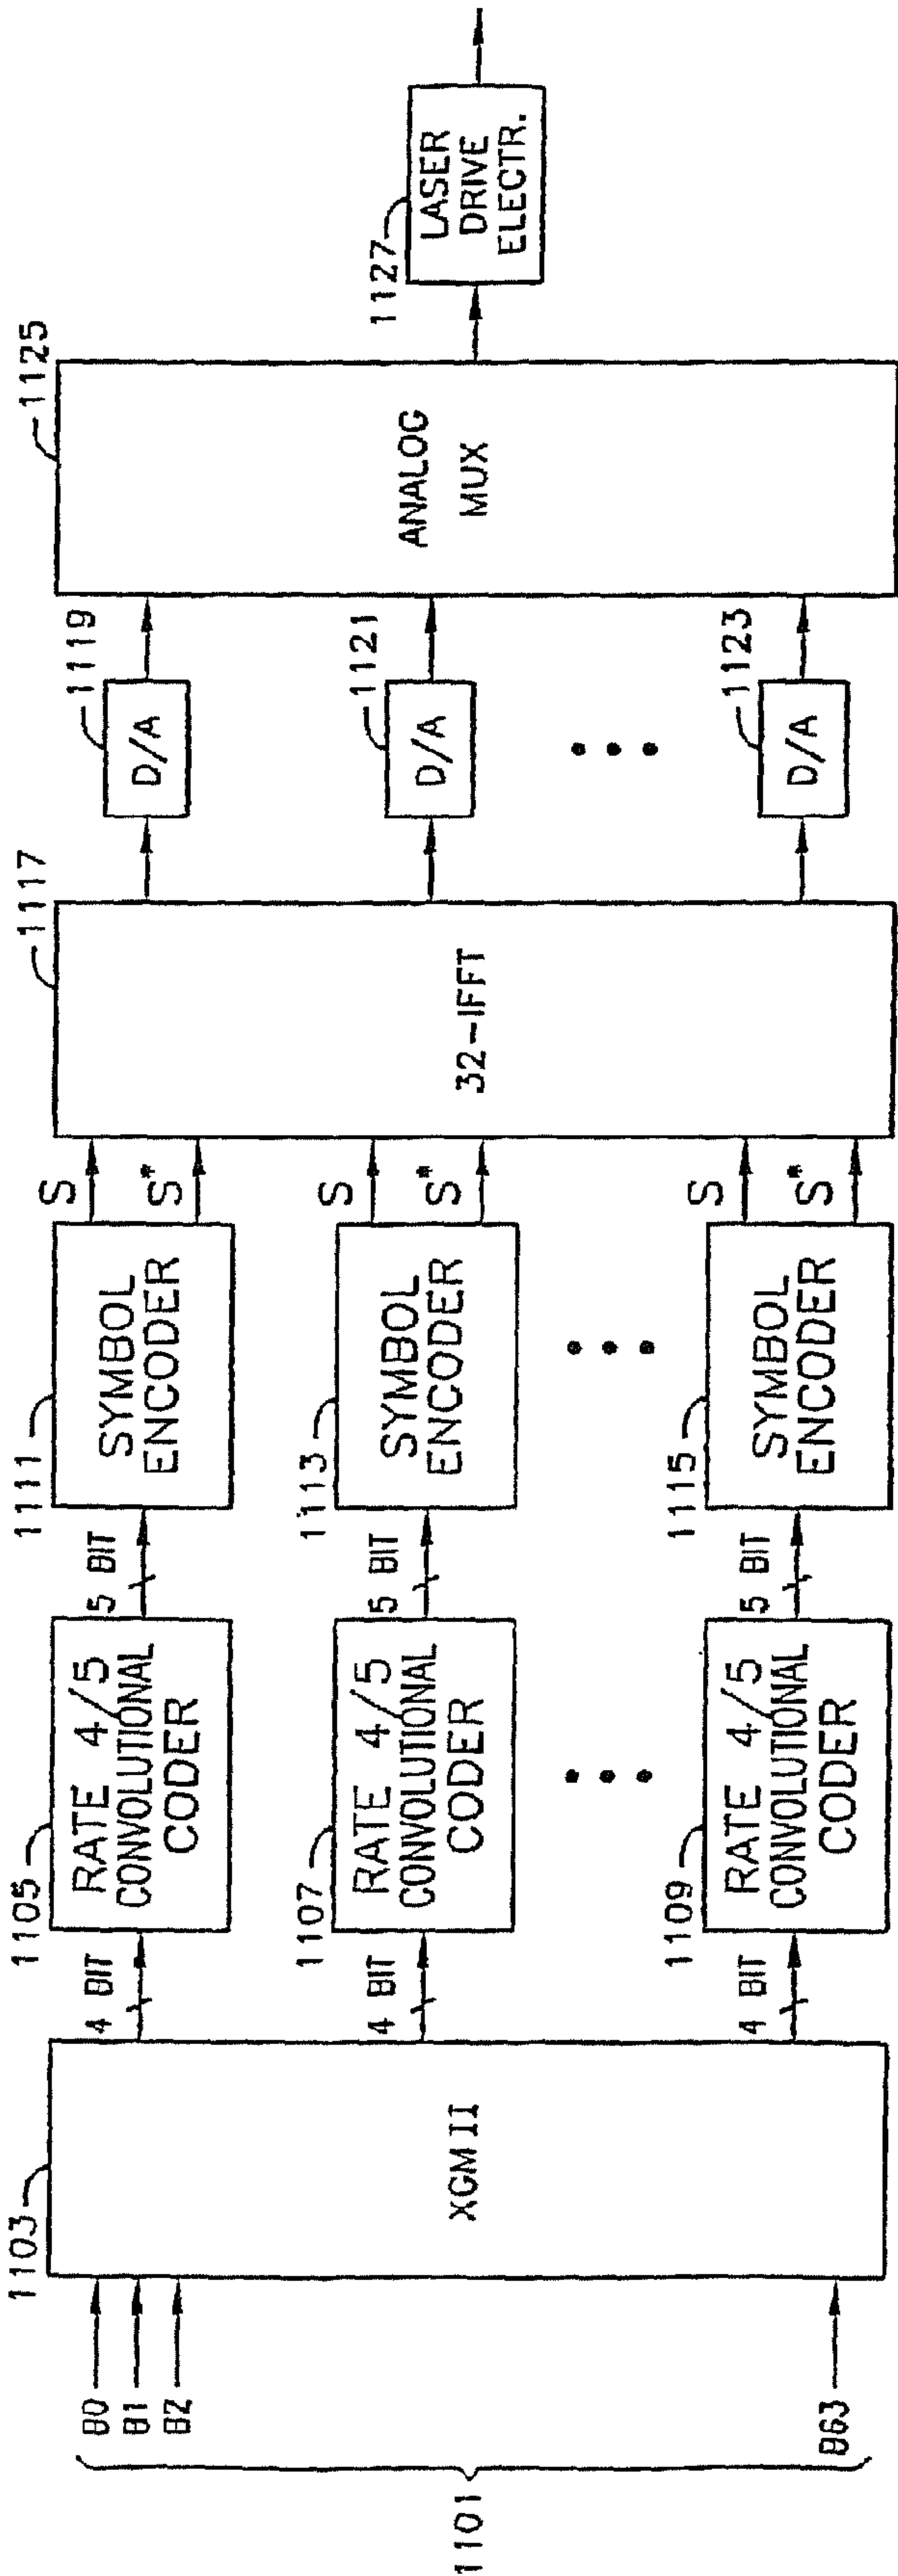 1101
B0
B1
B2
B63
1103
XGMII
4 BIT
4 BIT
4 BIT
1105
RATE 4/5
CONVOLUTIONAL
CODER
1107
RATE 4/5
CONVOLUTIONAL
CODER
1109
RATE 4/5
CONVOLUTIONAL
CODER
5 BIT
5 BIT
5 BIT
1111
SYMBOL
ENCODER
1113
SYMBOL
ENCODER
1115
SYMBOL
ENCODER
S
S*
S
S*
S
S*
1117
32-IFFT
1119
D/A
1121
D/A
1123
D/A
1125
ANALOG
MUX
1127
LASER
DRIVE
ELECTR.